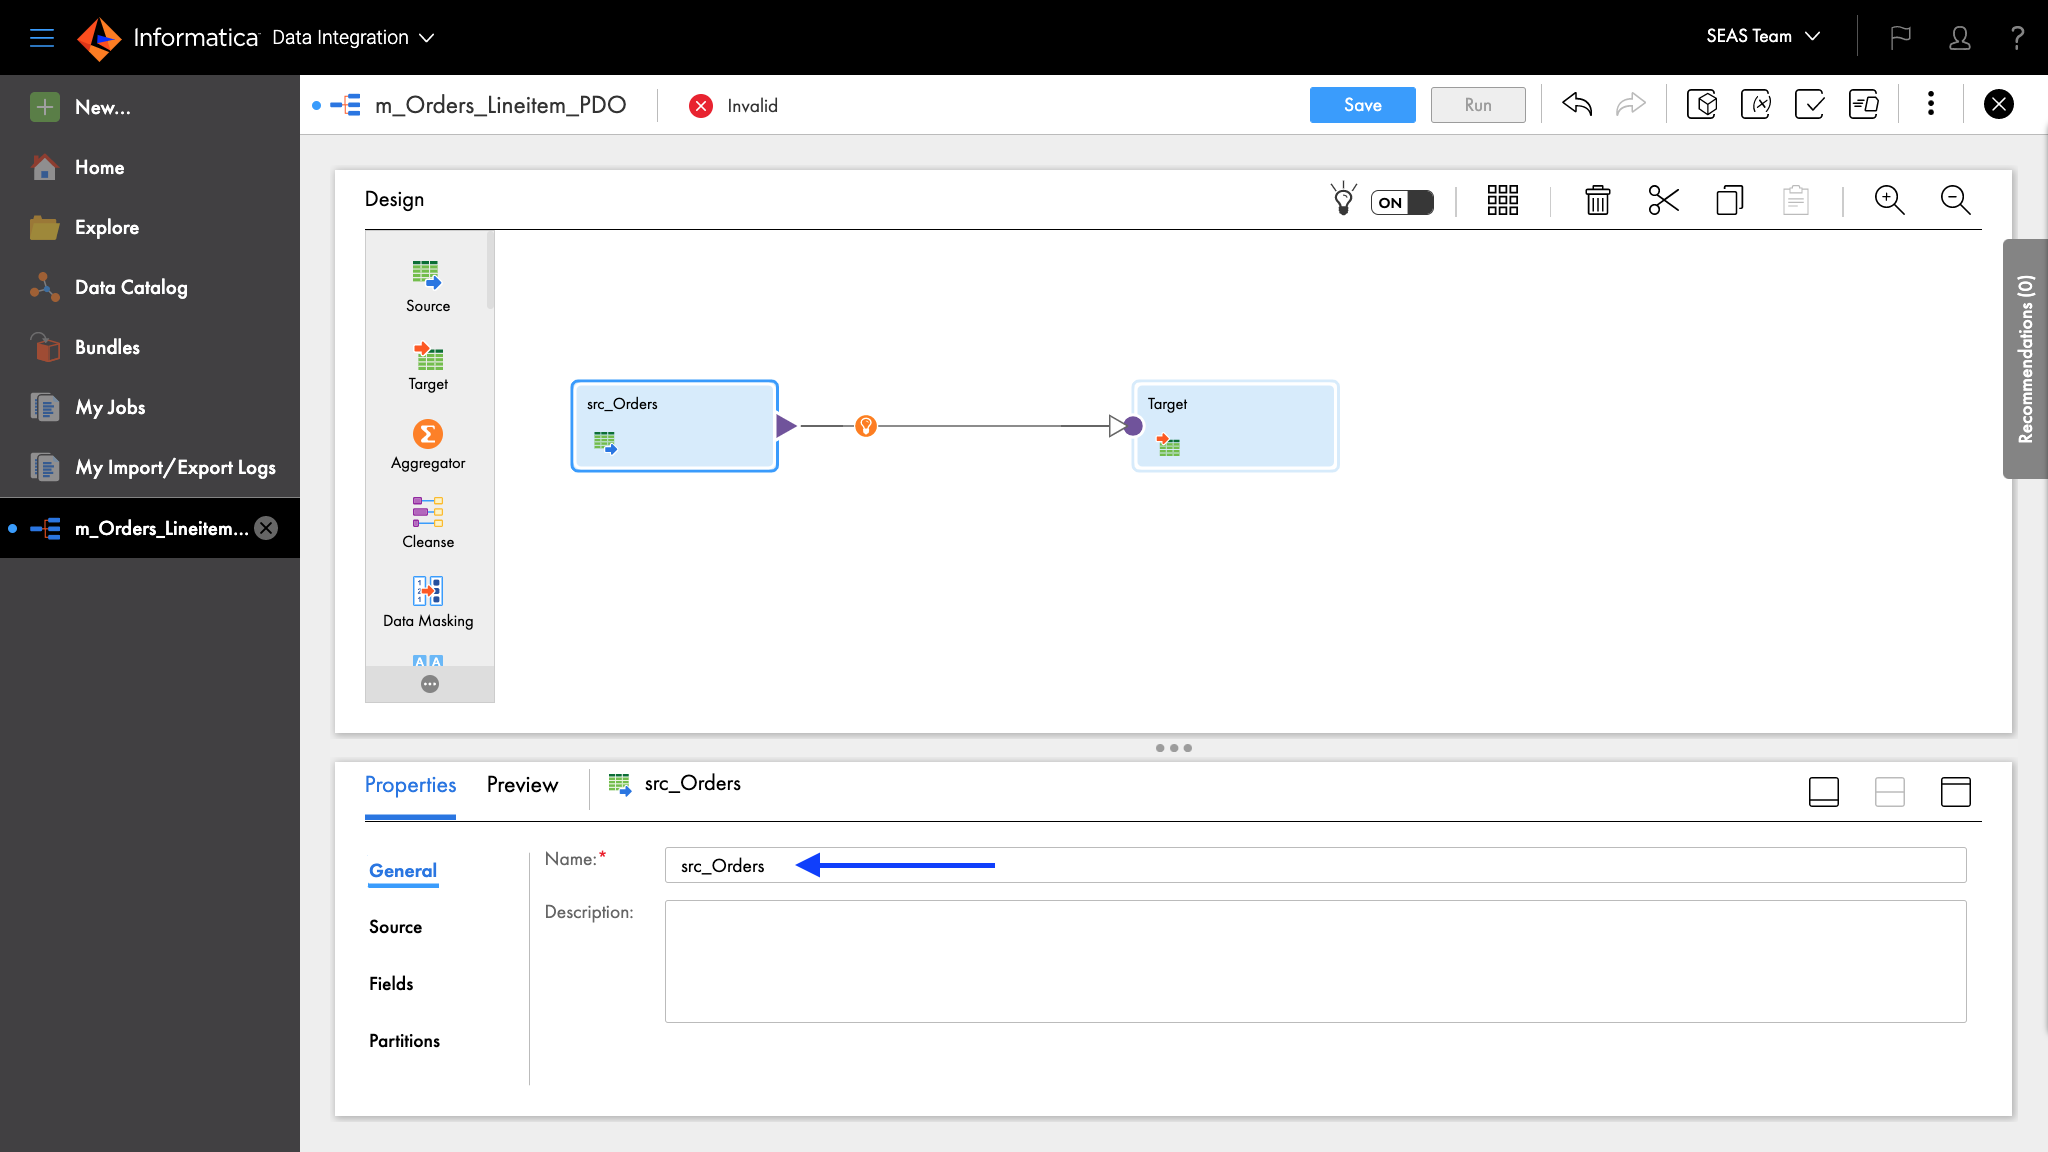 Informatica Data Integration
SEAS Team
?
New...
Home
Explore
Data Catalog
Bundles
My Jobs
My Import/Export Logs
m_Orders_Lineitem...
m_Orders_Lineitem_PDO
Invalid
Save
Run
Design
ON
Source
Target
Aggregator
Cleanse
Data Masking
src_Orders
Target
Recommendations (0)
Properties
Preview
src_Orders
General
Source
Fields
Partitions
Name:*
src_Orders
Description: